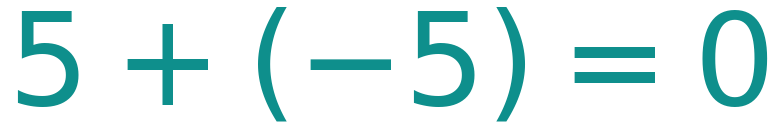 5 + (−5) = 0